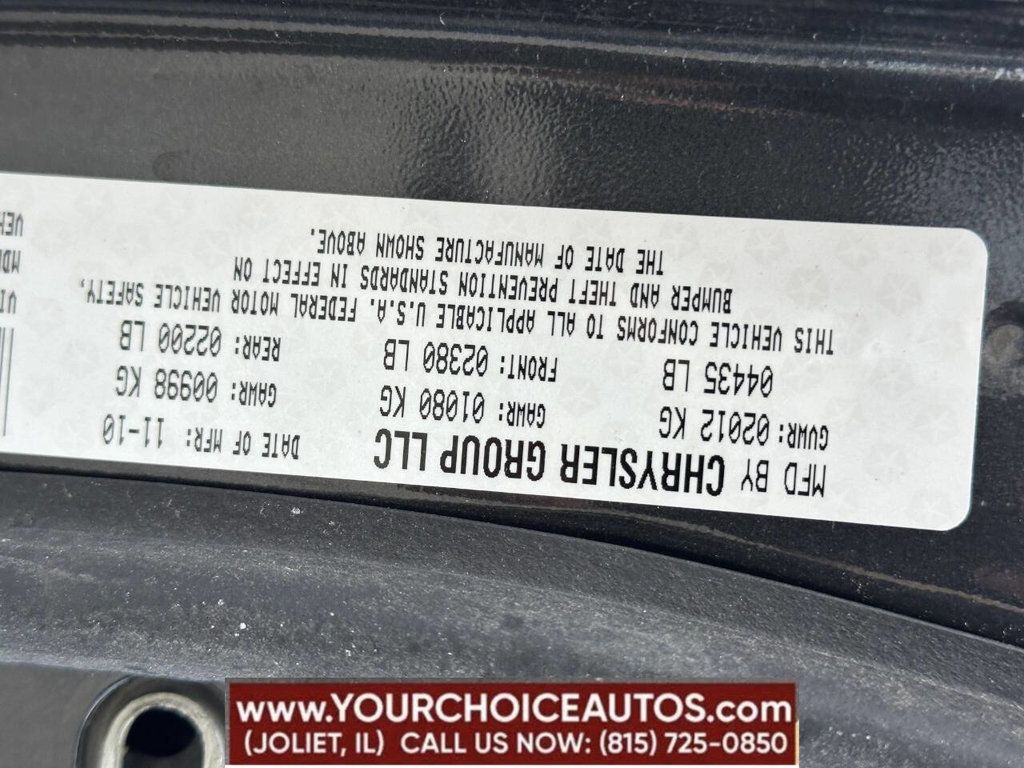 MFD BY CHRYSLER GROUP LLC DATE OF MFR: 11-10
GVWR: 02012 KG GAWR: 01080 KG GAWR: 00998 KG
04435 LB FRONT: 02380 LB REAR: 02200 LB
THIS VEHICLE CONFORMS TO ALL APPLICABLE U.S.A. FEDERAL MOTOR VEHICLE SAFETY,
BUMPER AND THEFT PREVENTION STANDARDS IN EFFECT ON
THE DATE OF MANUFACTURE SHOWN ABOVE.
VI
MD
VEH
www.YOURCHOICEAUTOS.com
(JOLIET, IL) CALL US NOW: (815) 725-0850